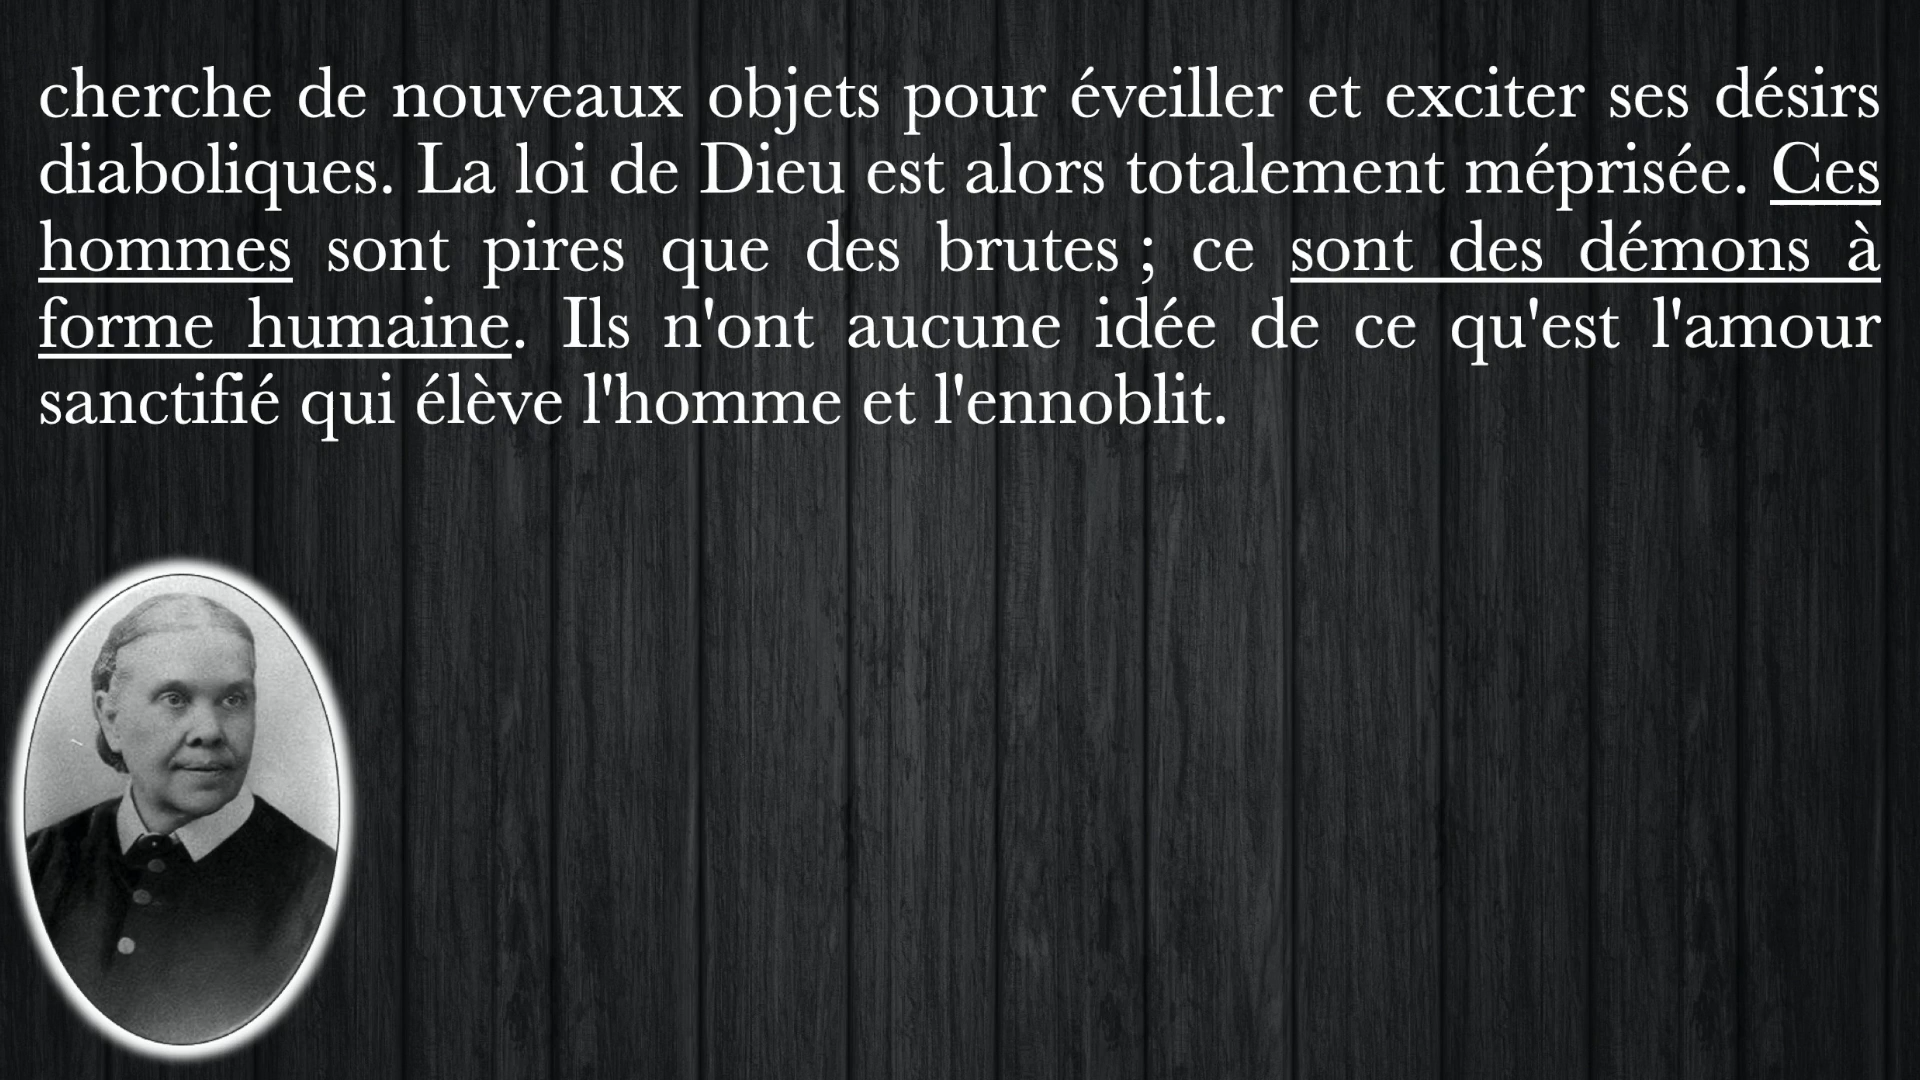 cherche de nouveaux objets pour éveiller et exciter ses désirs
diaboliques. La loi de Dieu est alors totalement méprisée. Ces
hommes sont pires que des brutes ; ce sont des démons à
forme humaine. Ils n'ont aucune idée de ce qu'est l'amour
sanctifié qui élève l'homme et l'ennoblit.